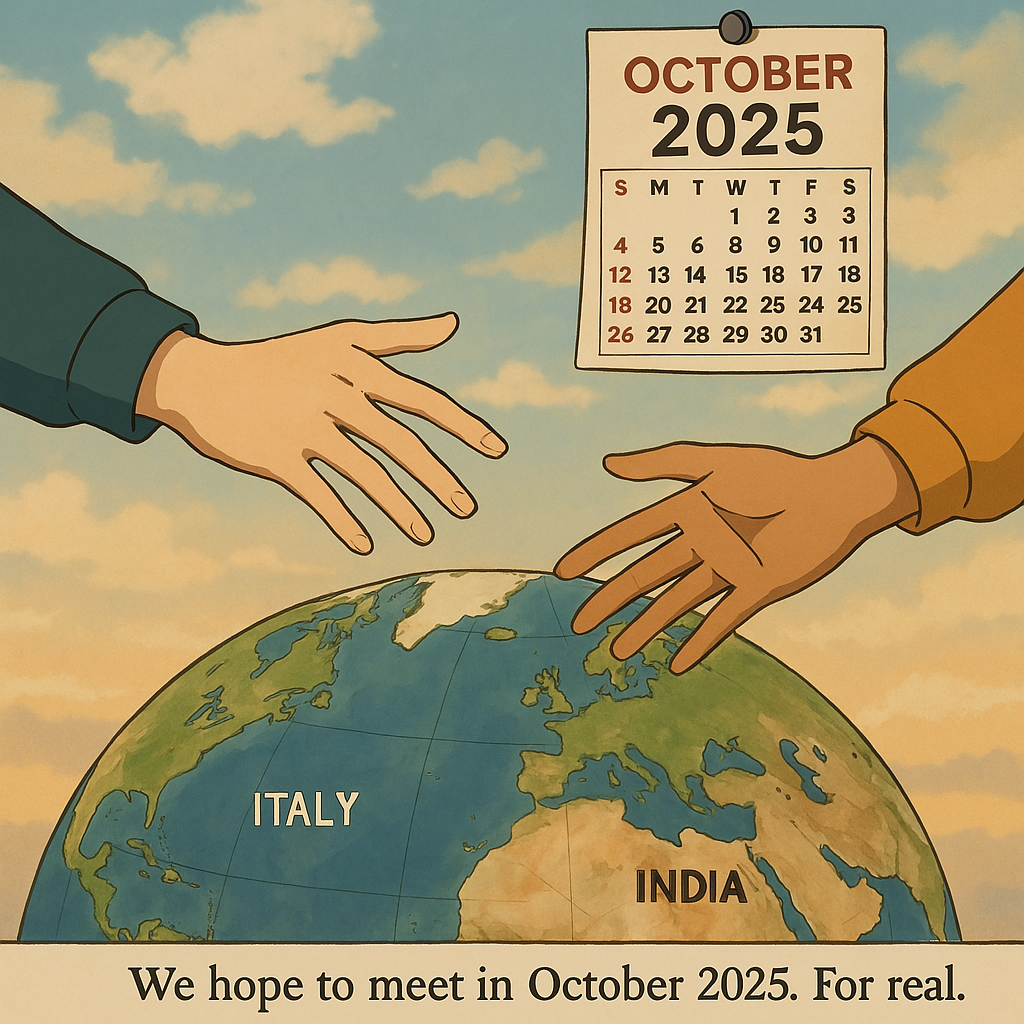 OCTOBER
2025
S M T W T F S
1 2 3 3
4 5 6 8 9 10 11
12 13 14 15 18 17 18
18 20 21 22 25 24 25
26 27 28 29 30 31
ITALY
INDIA
We hope to meet in October 2025. For real.